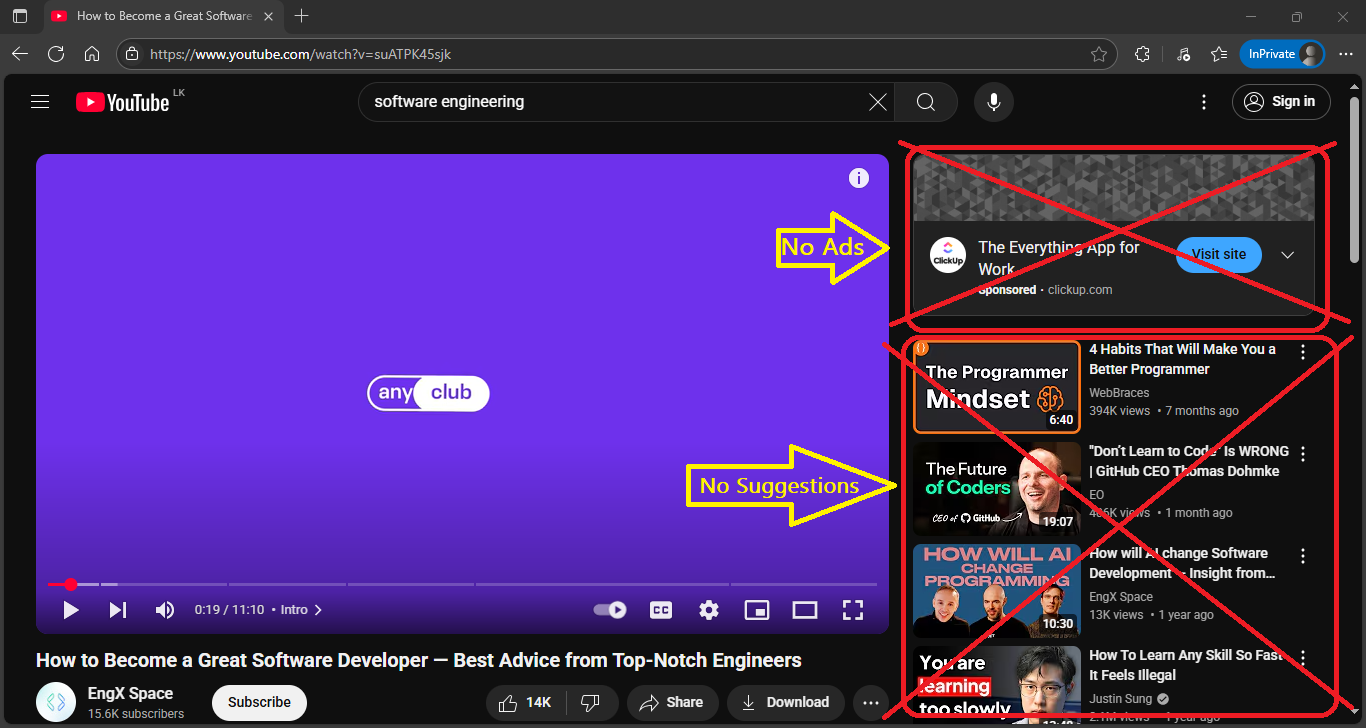 How to Become a Great Software
https://www.youtube.com/watch?v=suATPK45sjk
InPrivate
YouTube LK
software engineering
Sign in
any club
No Ads
ClickUp
The Everything App for
Work
Visit site
Sponsored · clickup.com
No Suggestions
The Programmer
Mindset
6:40
4 Habits That Will Make You a
Better Programmer
WebBraces
394K views • 7 months ago
The Future
of Coders
CEO of GitHub
19:07
"Don't Learn to Code" Is WRONG
| GitHub CEO Thomas Dohmke
EO
views • 1 month ago
HOW WILL AI
CHANGE
PROGRAMMING
10:30
How will AI change Software
Development – Insight from...
EngX Space
13K views • 1 year ago
You are
learning
too slowly
How To Learn Any Skill So Fast
It Feels Illegal
Justin Sung
2.1M views • 1 year ago
0:19 / 11:10 • Intro
CC
How to Become a Great Software Developer — Best Advice from Top-Notch Engineers
EngX Space
15.6K subscribers
Subscribe
14K
Share
Download